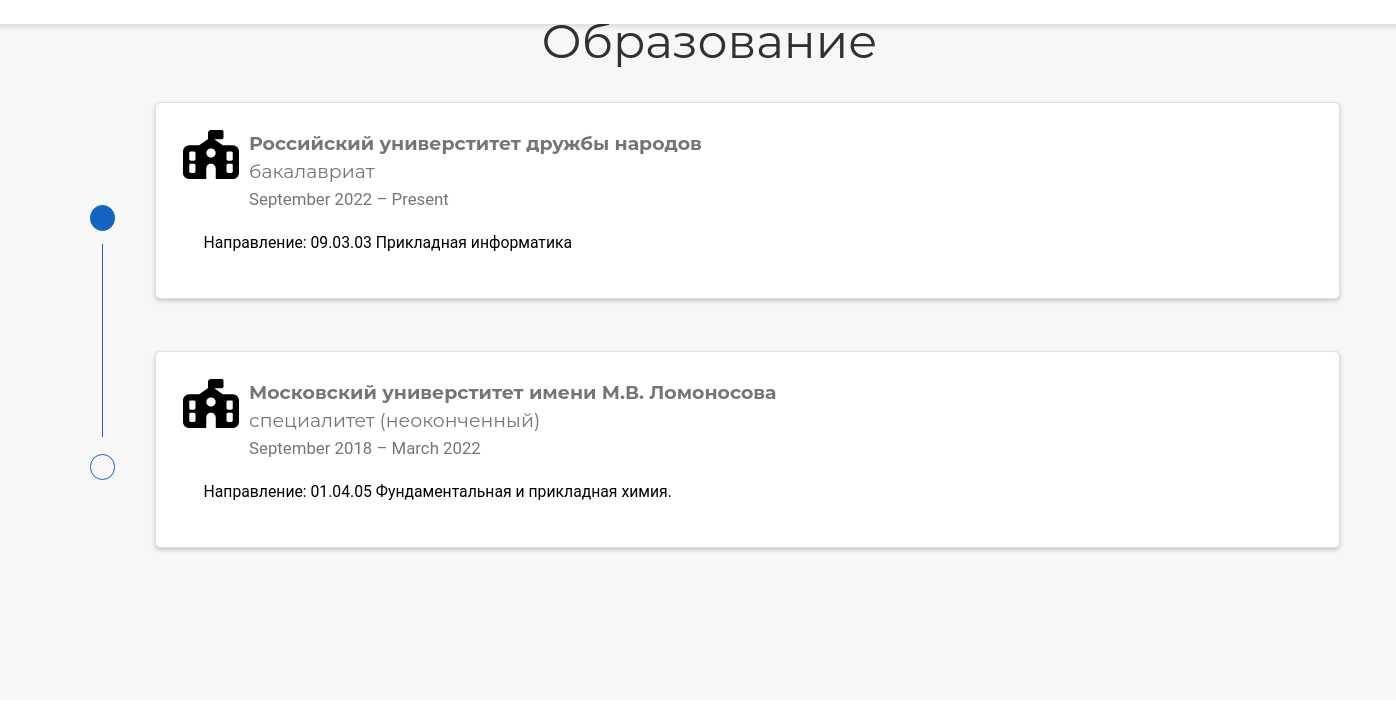 Образование
Российский универститет дружбы народов
бакалавриат
September 2022 – Present
Направление: 09.03.03 Прикладная информатика
Московский универститет имени М.В. Ломоносова
специалитет (неоконченный)
September 2018 – March 2022
Направление: 01.04.05 Фундаментальная и прикладная химия.